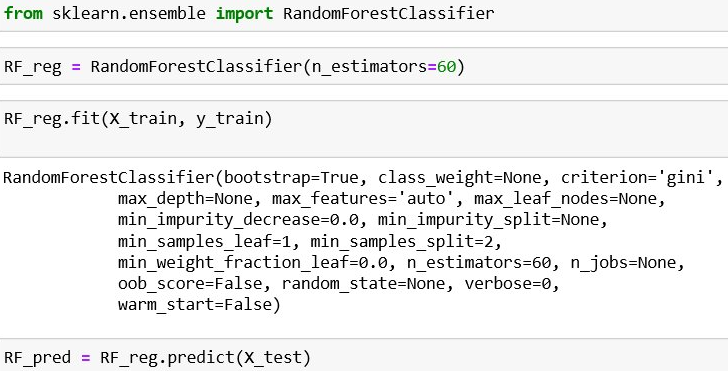 from sklearn.ensemble import RandomForestClassifier
RF_reg = RandomForestClassifier(n_estimators=60)
RF_reg.fit(X_train, y_train)
RandomForestClassifier(bootstrap=True, class_weight=None, criterion='gini',
max_depth=None, max_features='auto', max_leaf_nodes=None,
min_impurity_decrease=0.0, min_impurity_split=None,
min_samples_leaf=1, min_samples_split=2,
min_weight_fraction_leaf=0.0, n_estimators=60, n_jobs=None,
oob_score=False, random_state=None, verbose=0,
warm_start=False)
RF_pred = RF_reg.predict(X_test)